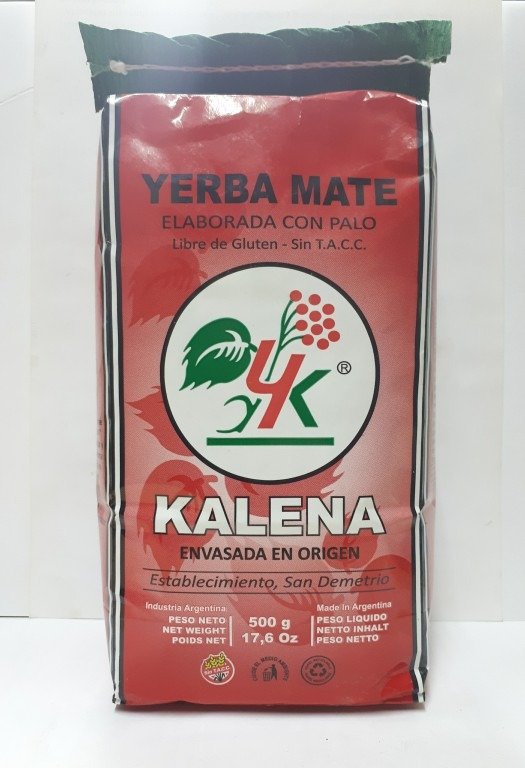 YERBA MATE
ELABORADA CON PALO
Libre de Gluten - Sin T.A.C.C.
YK®
KALENA
ENVASADA EN ORIGEN
Establecimiento, San Demetrio
Industria Argentina
PESO NETO
NET WEIGHT
POIDS NET
500 g
17,6 Oz
Made In Argentina
PESO LIQUIDO
NETTO INHALT
PESO NETTO
Sin T.A.C.C.